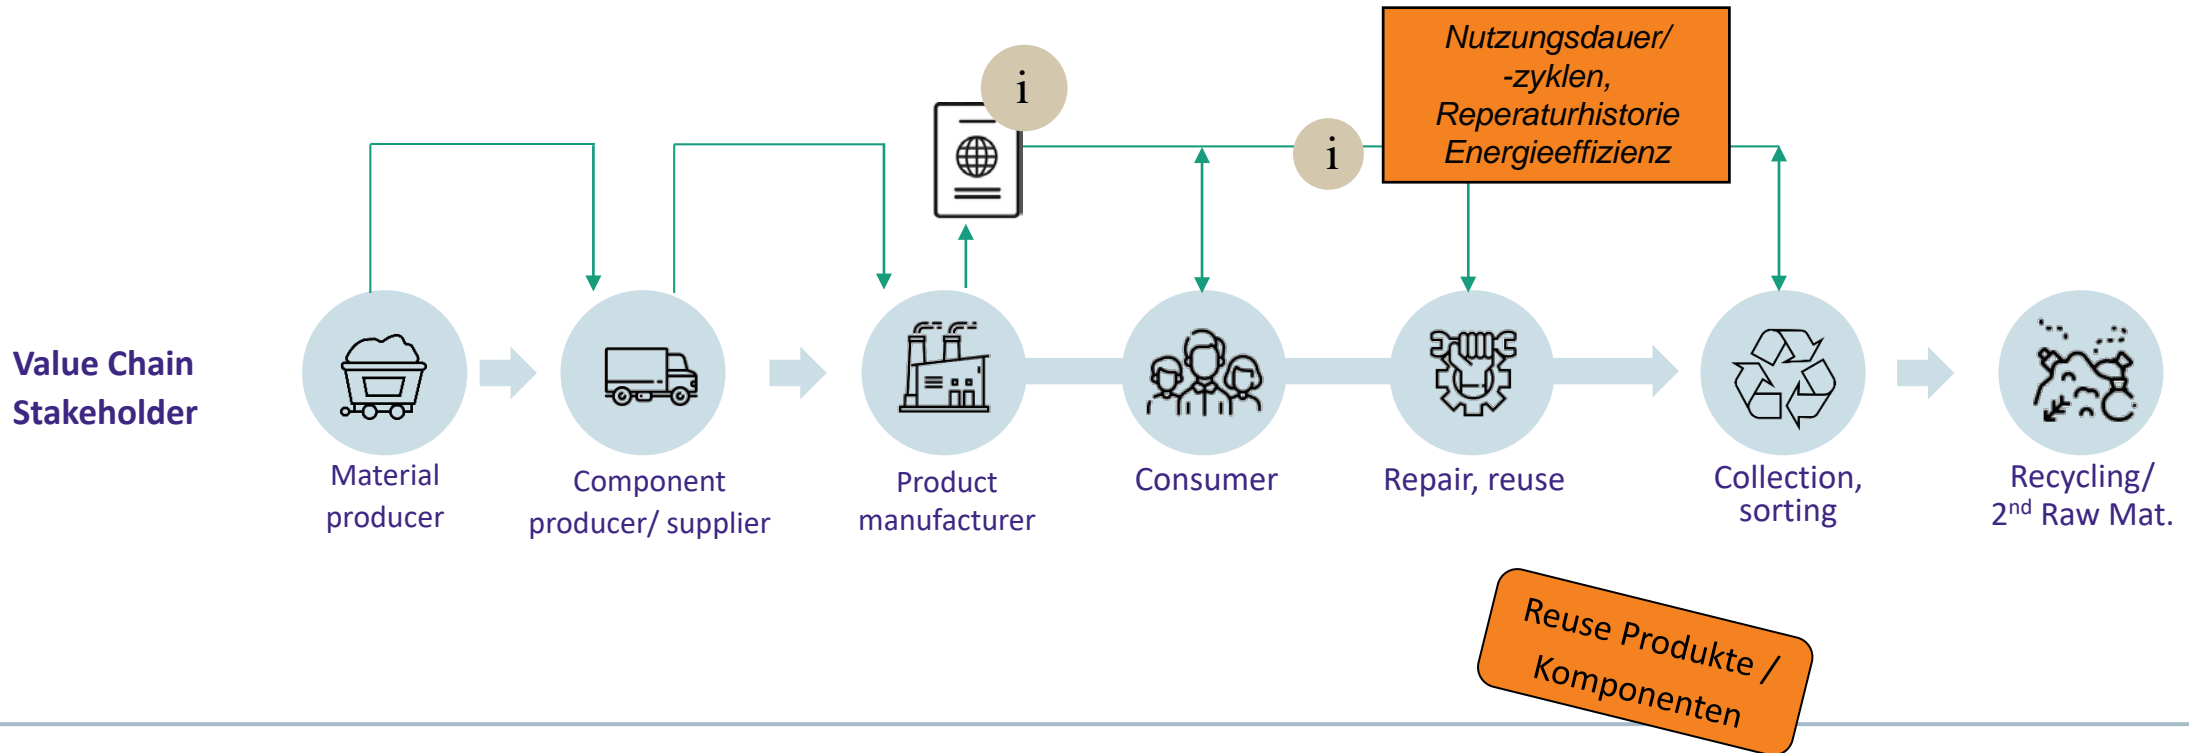 i
i
Nutzungsdauer/
-zyklen,
Reperaturhistorie
Energieeffizienz
Value Chain
Stakeholder
Material
producer
Component
producer/ supplier
Product
manufacturer
Consumer
Repair, reuse
Collection,
sorting
Recycling/
2nd Raw Mat.
Reuse Produkte /
Komponenten